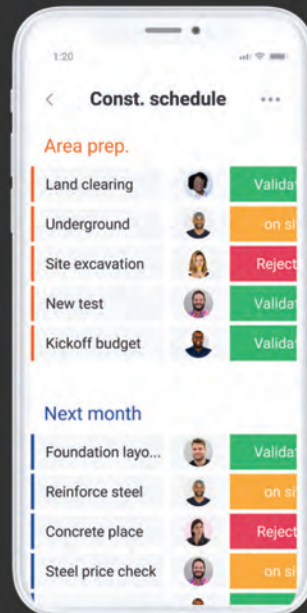 1:20
Const. schedule
Area prep.
Land clearing Valida
Underground on si
Site excavation Reject
New test Valida
Kickoff budget Valida
Next month
Foundation layo... Valida
Reinforce steel on si
Concrete place Reject
Steel price check on si